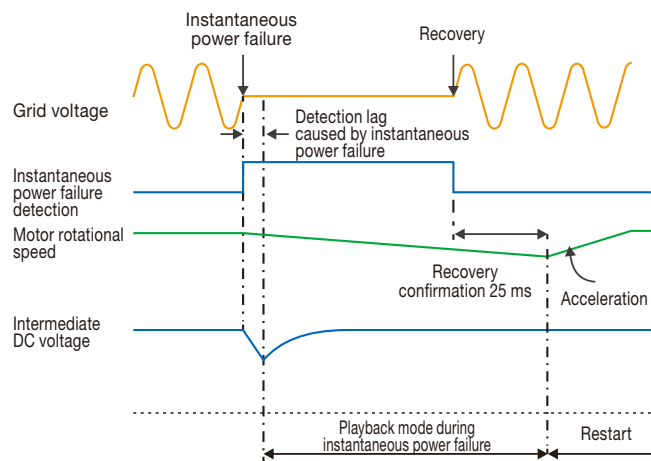 Instantaneous
power failure
Recovery
Grid voltage
Detection lag
caused by instantaneous
power failure
Instantaneous
power failure
detection
Motor rotational
speed
Recovery
confirmation 25 ms
Acceleration
Intermediate
DC voltage
Playback mode during
instantaneous power failure
Restart